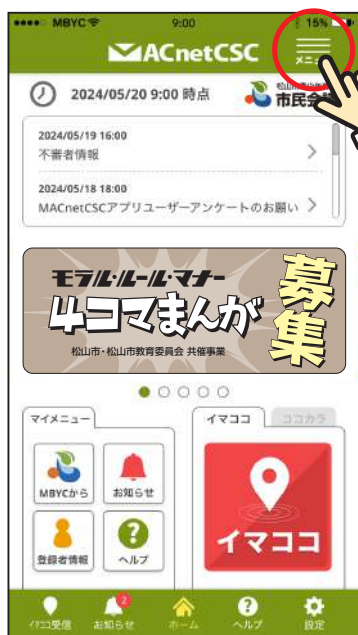 MBYC 9:00 15%
MACnetCSC
メニュー
2024/05/20 9:00 時点
市民会議
2024/05/19 16:00
不審者情報
2024/05/18 18:00
MACnetCSCアプリユーザーアンケートのお願い
モラル・ルール・マナー
4コマまんが
募集
松山市・松山市教育委員会 共催事業
マイメニュー
イマココ ココカラ
MBYCから お知らせ
登録者情報 ヘルプ
イマココ
2
イマココ受信 お知らせ ホーム ヘルプ 設定